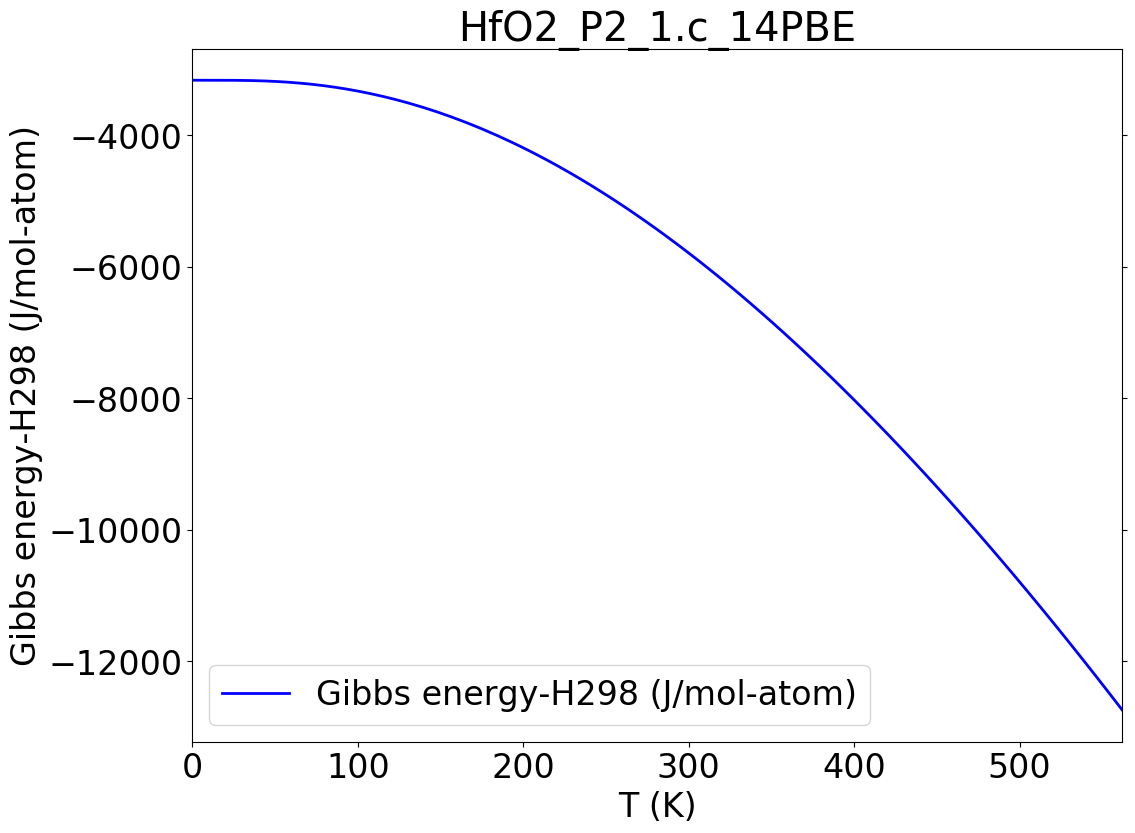 HfO2_P2_1.c_14PBE
Gibbs energy-H298 (J/mol-atom)
−4000
−6000
−8000
−10000
−12000
Gibbs energy-H298 (J/mol-atom)
0 100 200 300 400 500
T (K)